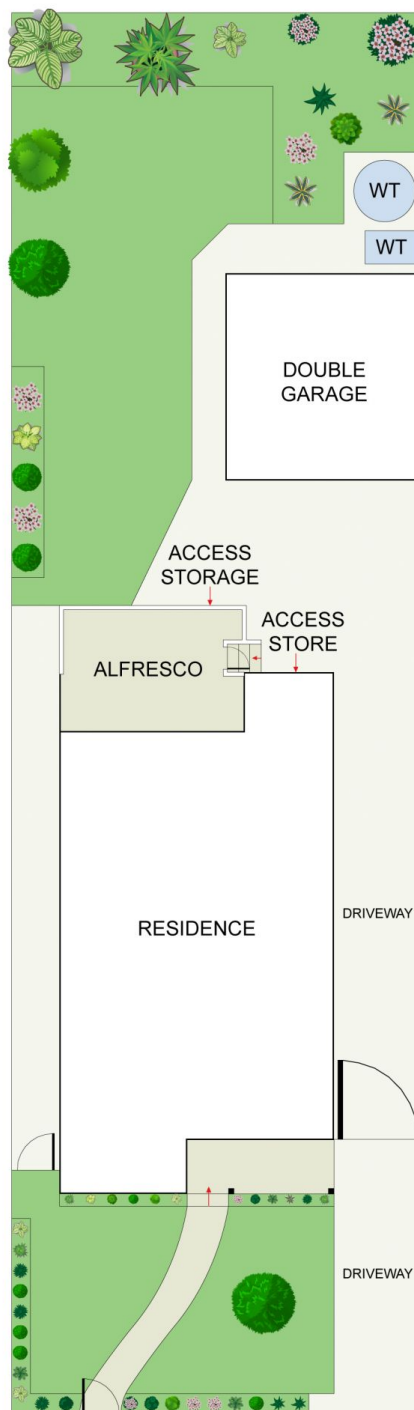 WT
WT
DOUBLE
GARAGE
ACCESS
STORAGE
ACCESS
STORE
ALFRESCO
RESIDENCE
DRIVEWAY
DRIVEWAY